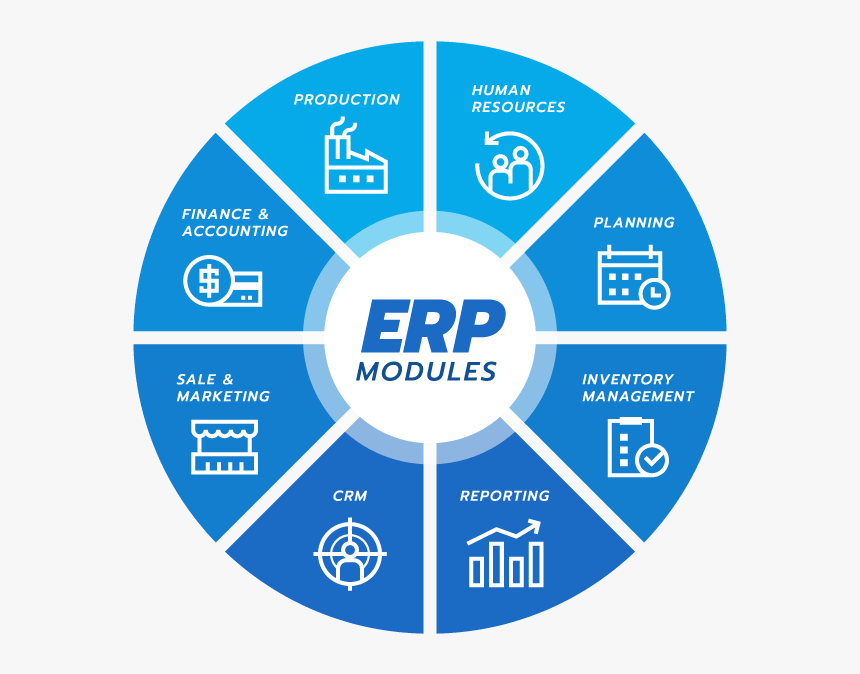 PRODUCTION
HUMAN
RESOURCES
FINANCE &
ACCOUNTING
PLANNING
ERP
MODULES
SALE &
MARKETING
INVENTORY
MANAGEMENT
CRM
REPORTING